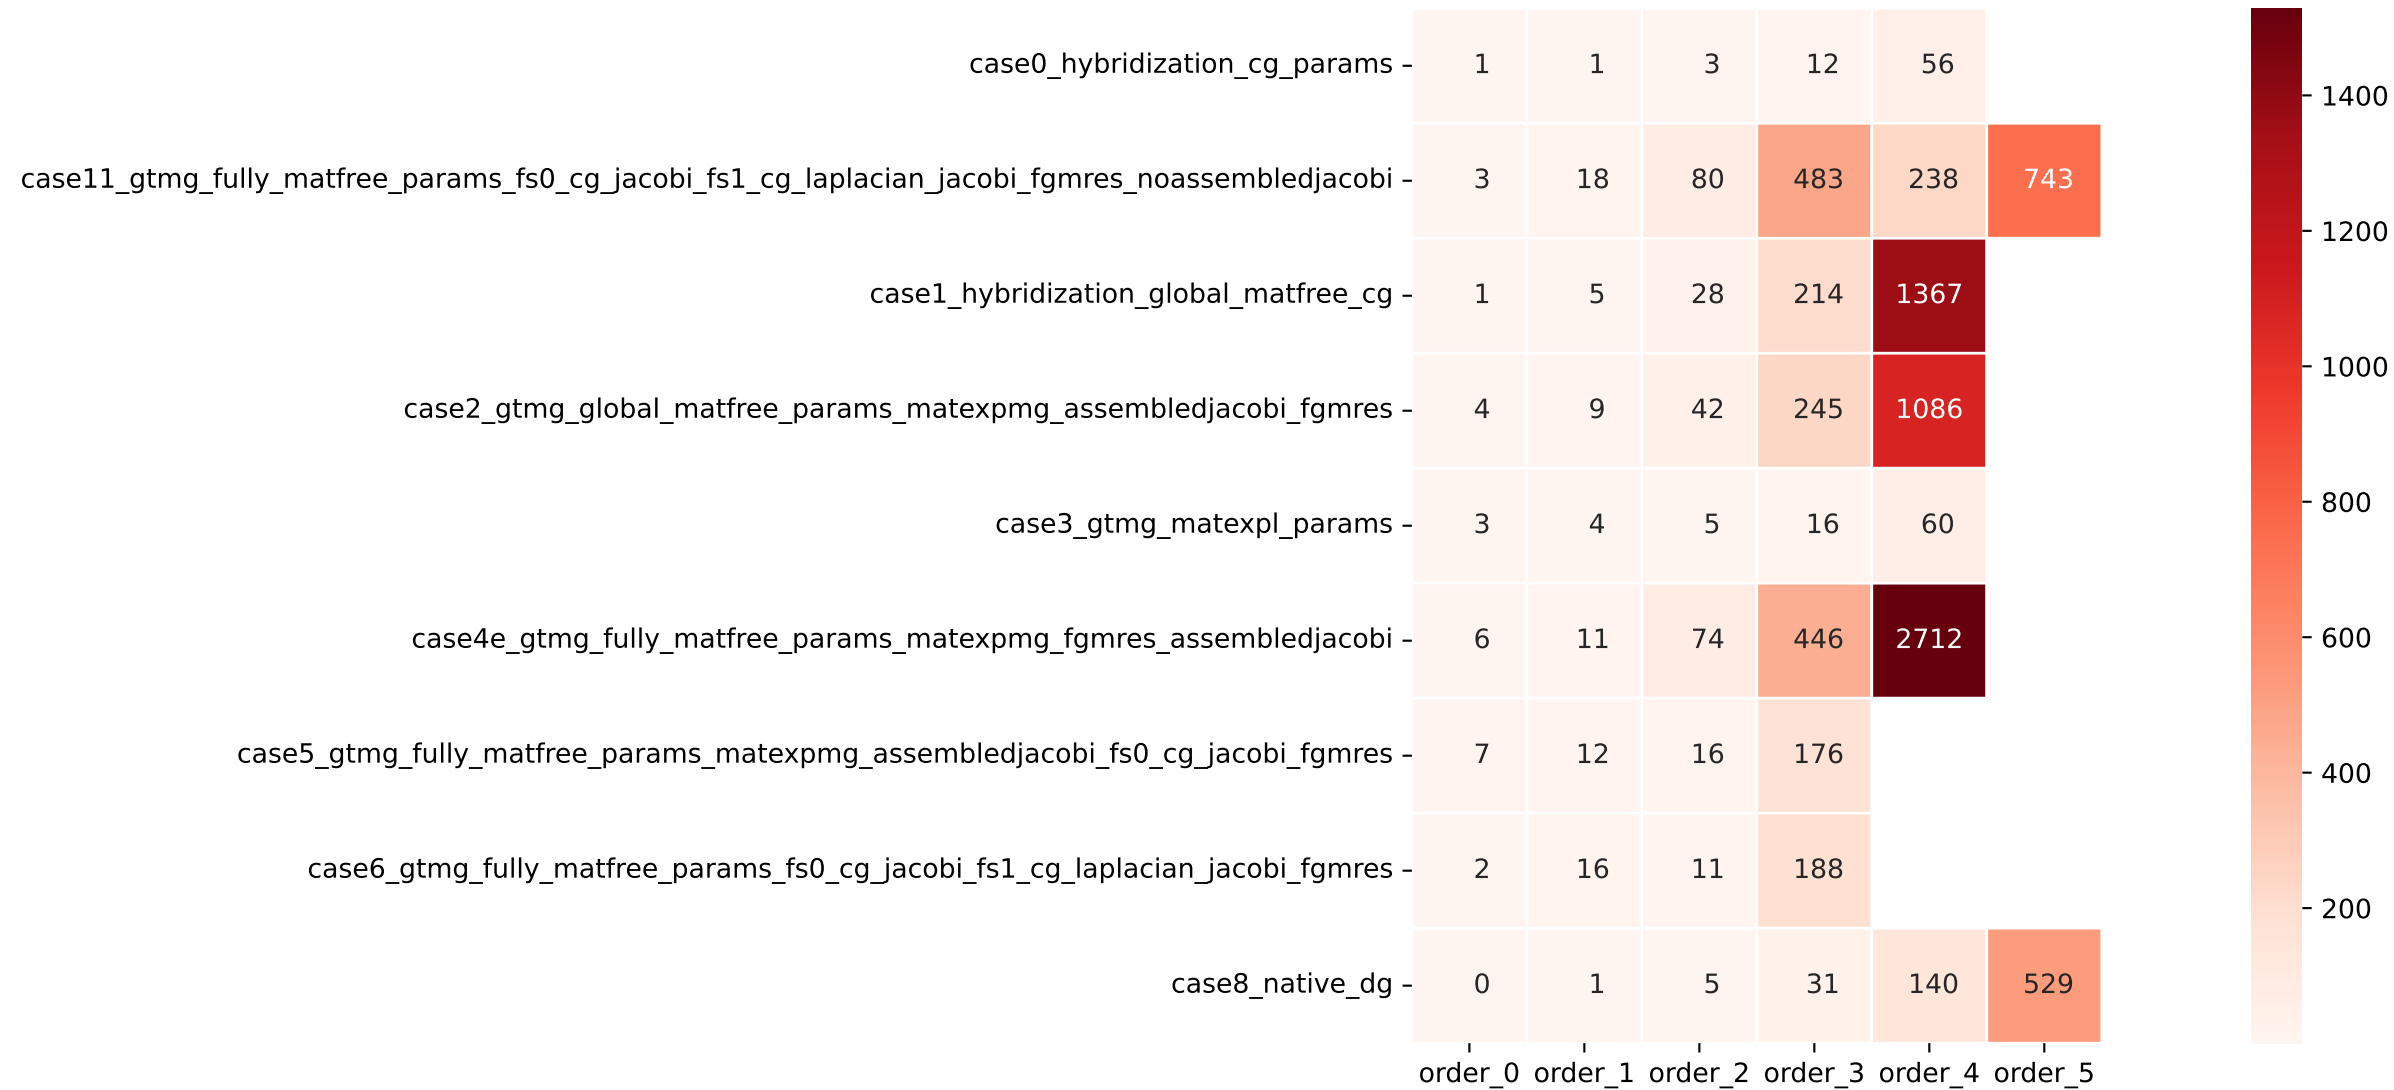 case0_hybridization_cg_params 1 1 3 12 56
case11_gtmg_fully_matfree_params_fs0_cg_jacobi_fs1_cg_laplacian_jacobi_fgmres_noassembledjacobi 3 18 80 483 238 743
case1_hybridization_global_matfree_cg 1 5 28 214 1367
case2_gtmg_global_matfree_params_matexpmg_assembledjacobi_fgmres 4 9 42 245 1086
case3_gtmg_matexpl_params 3 4 5 16 60
case4e_gtmg_fully_matfree_params_matexpmg_fgmres_assembledjacobi 6 11 74 446 2712
case5_gtmg_fully_matfree_params_matexpmg_assembledjacobi_fs0_cg_jacobi_fgmres 7 12 16 176
case6_gtmg_fully_matfree_params_fs0_cg_jacobi_fs1_cg_laplacian_jacobi_fgmres 2 16 11 188
case8_native_dg 0 1 5 31 140 529
order_0 order_1 order_2 order_3 order_4 order_5
1400
1200
1000
800
600
400
200